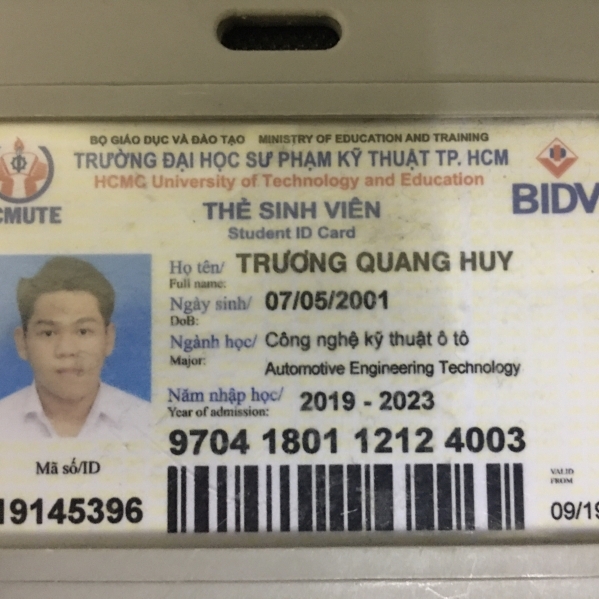 BỘ GIÁO DỤC VÀ ĐÀO TẠO MINISTRY OF EDUCATION AND TRAINING
TRƯỜNG ĐẠI HỌC SƯ PHẠM KỸ THUẬT TP. HCM
HCMC University of Technology and Education
CMUTE
BIDV
THẺ SINH VIÊN
Student ID Card
Họ tên/ TRƯƠNG QUANG HUY
Full name:
Ngày sinh/ 07/05/2001
DoB:
Ngành học/ Công nghệ kỹ thuật ô tô
Major: Automotive Engineering Technology
Năm nhập học/ 2019 - 2023
Year of admission:
9704 1801 1212 4003
Mã số/ID
19145396
VALID
FROM
09/19